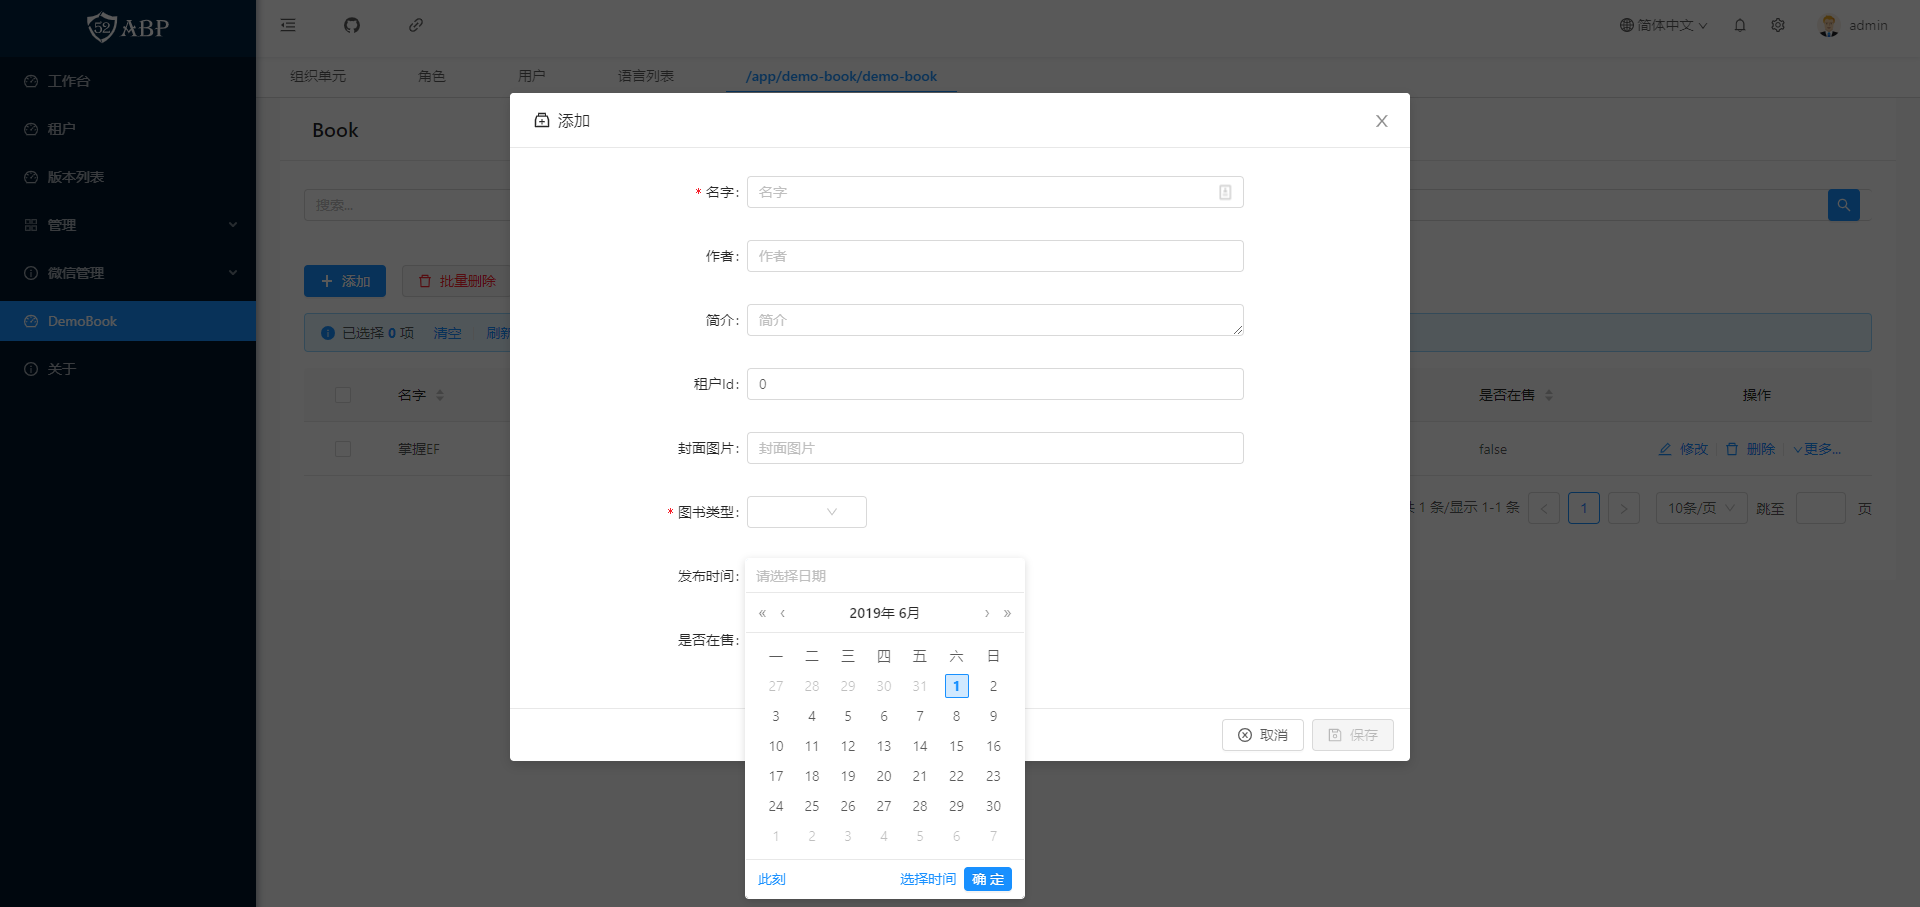 52 ABP
简体中文
admin
组织单元 角色 用户 语言列表 /app/demo-book/demo-book
工作台
租户
版本列表
管理
微信管理
DemoBook
关于
Book
搜索...
添加 批量删除
已选择 0 项 清空 刷新
名字 是否在售 操作
掌握EF false 修改 删除 更多...
1 条/显示 1-1 条 < 1 > 10条/页 跳至 页
添加 X
* 名字: 名字
作者: 作者
简介: 简介
租户Id: 0
封面图片: 封面图片
* 图书类型:
发布时间: 请选择日期
是否在售:
« ‹ 2019年 6月 › »
一 二 三 四 五 六 日
27 28 29 30 31 1 2
3 4 5 6 7 8 9
10 11 12 13 14 15 16
17 18 19 20 21 22 23
24 25 26 27 28 29 30
1 2 3 4 5 6 7
此刻 选择时间 确 定
取消 保存